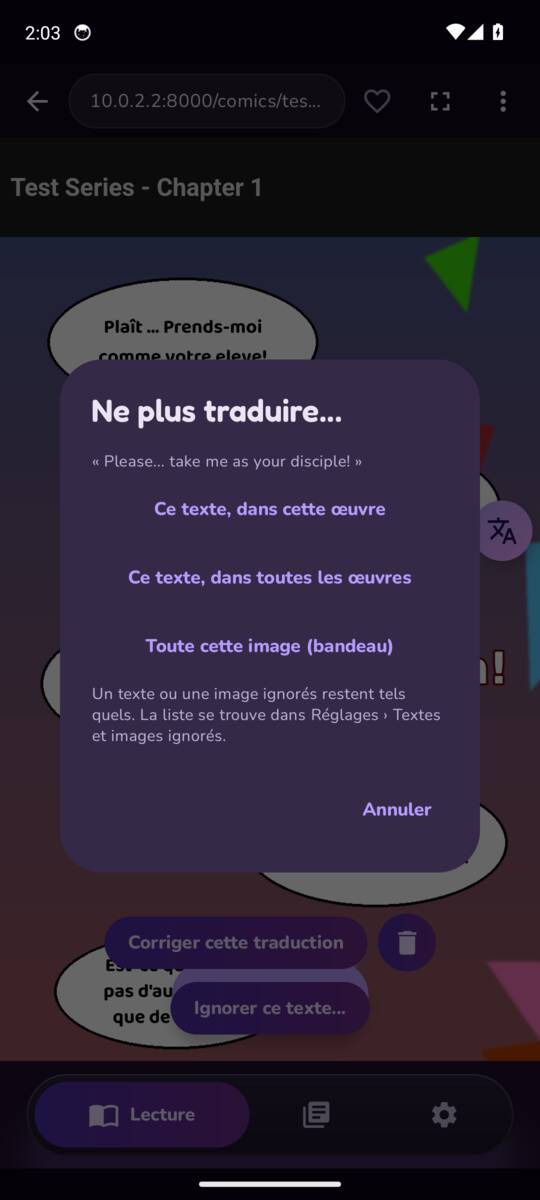 2:03
10.0.2.2:8000/comics/tes...
Test Series - Chapter 1
Plaît ... Prends-moi
comme votre eleve!
Ne plus traduire...
« Please... take me as your disciple! »
Ce texte, dans cette œuvre
Ce texte, dans toutes les œuvres
Toute cette image (bandeau)
Un texte ou une image ignorés restent tels
quels. La liste se trouve dans Réglages › Textes
et images ignorés.
Annuler
Corriger cette traduction
pas d'au
que de
Ignorer ce texte...
Lecture